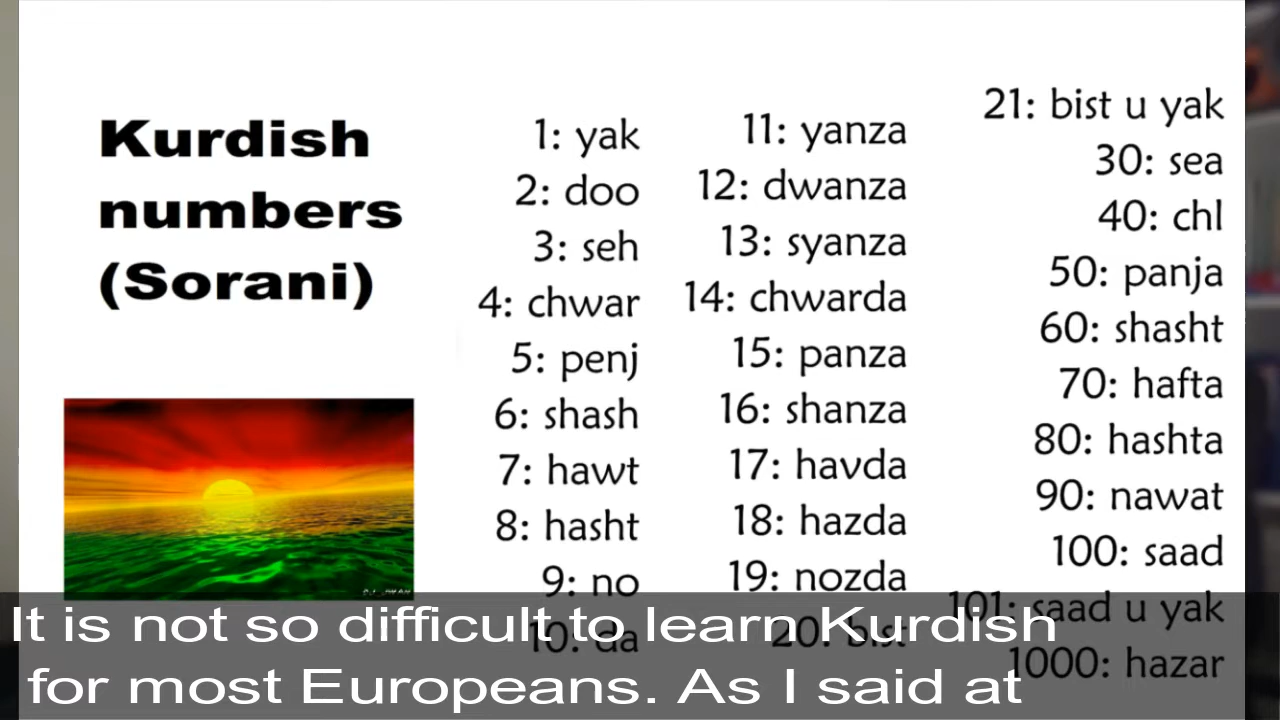 Kurdish
numbers
(Sorani)
1: yak
2: doo
3: seh
4: chwar
5: penj
6: shash
7: hawt
8: hasht
9: no
10: da
11: yanza
12: dwanza
13: syanza
14: chwarda
15: panza
16: shanza
17: havda
18: hazda
19: nozda
20: bist
21: bist u yak
30: sea
40: chl
50: panja
60: shasht
70: hafta
80: hashta
90: nawat
100: saad
101: saad u yak
1000: hazar
It is not so difficult to learn Kurdish
for most Europeans. As I said at